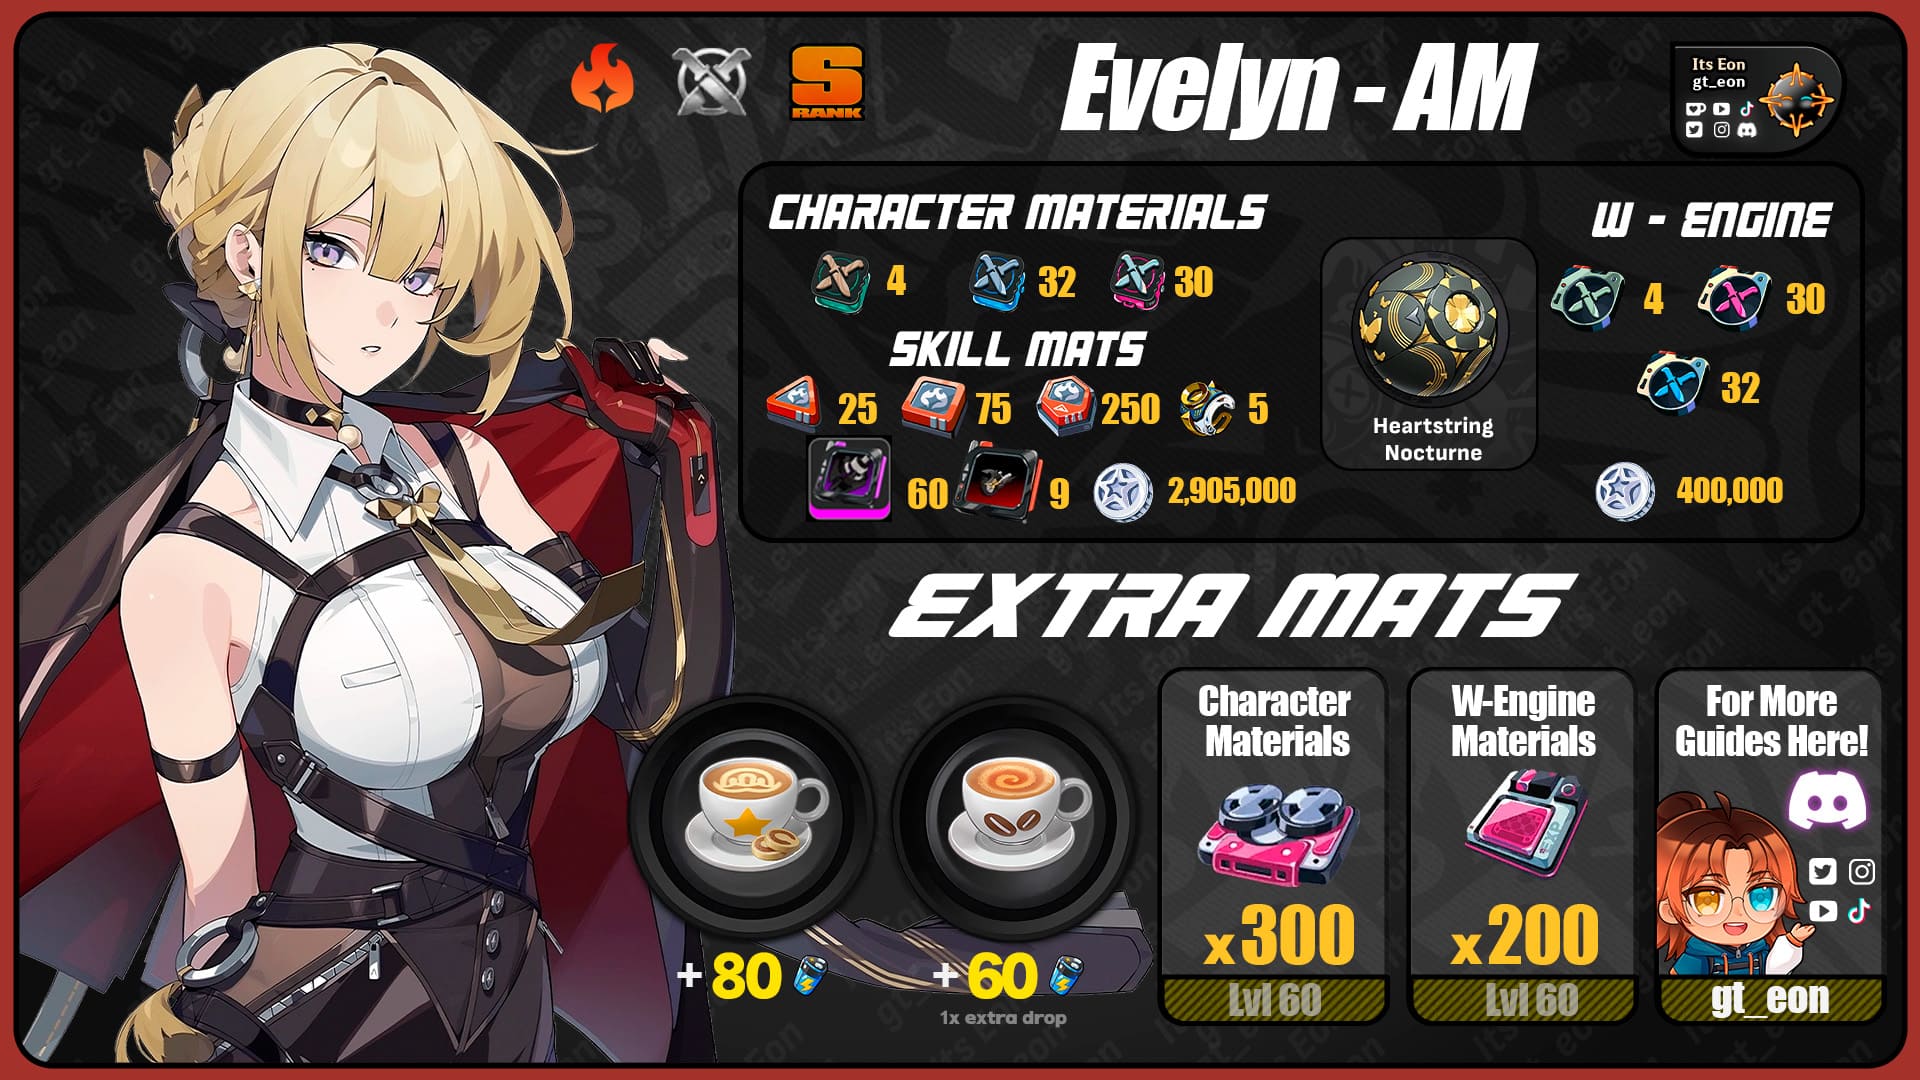 S
RANK
Evelyn - AM
Its Eon
gt_eon
CHARACTER MATERIALS
4
32
30
SKILL MATS
25
75
250
5
60
9
2,905,000
Heartstring
Nocturne
W - ENGINE
4
30
32
400,000
EXTRA MATS
+ 80
+ 60
1x extra drop
Character
Materials
x300
Lvl 60
W-Engine
Materials
x200
Lvl 60
For More
Guides Here!
gt_eon